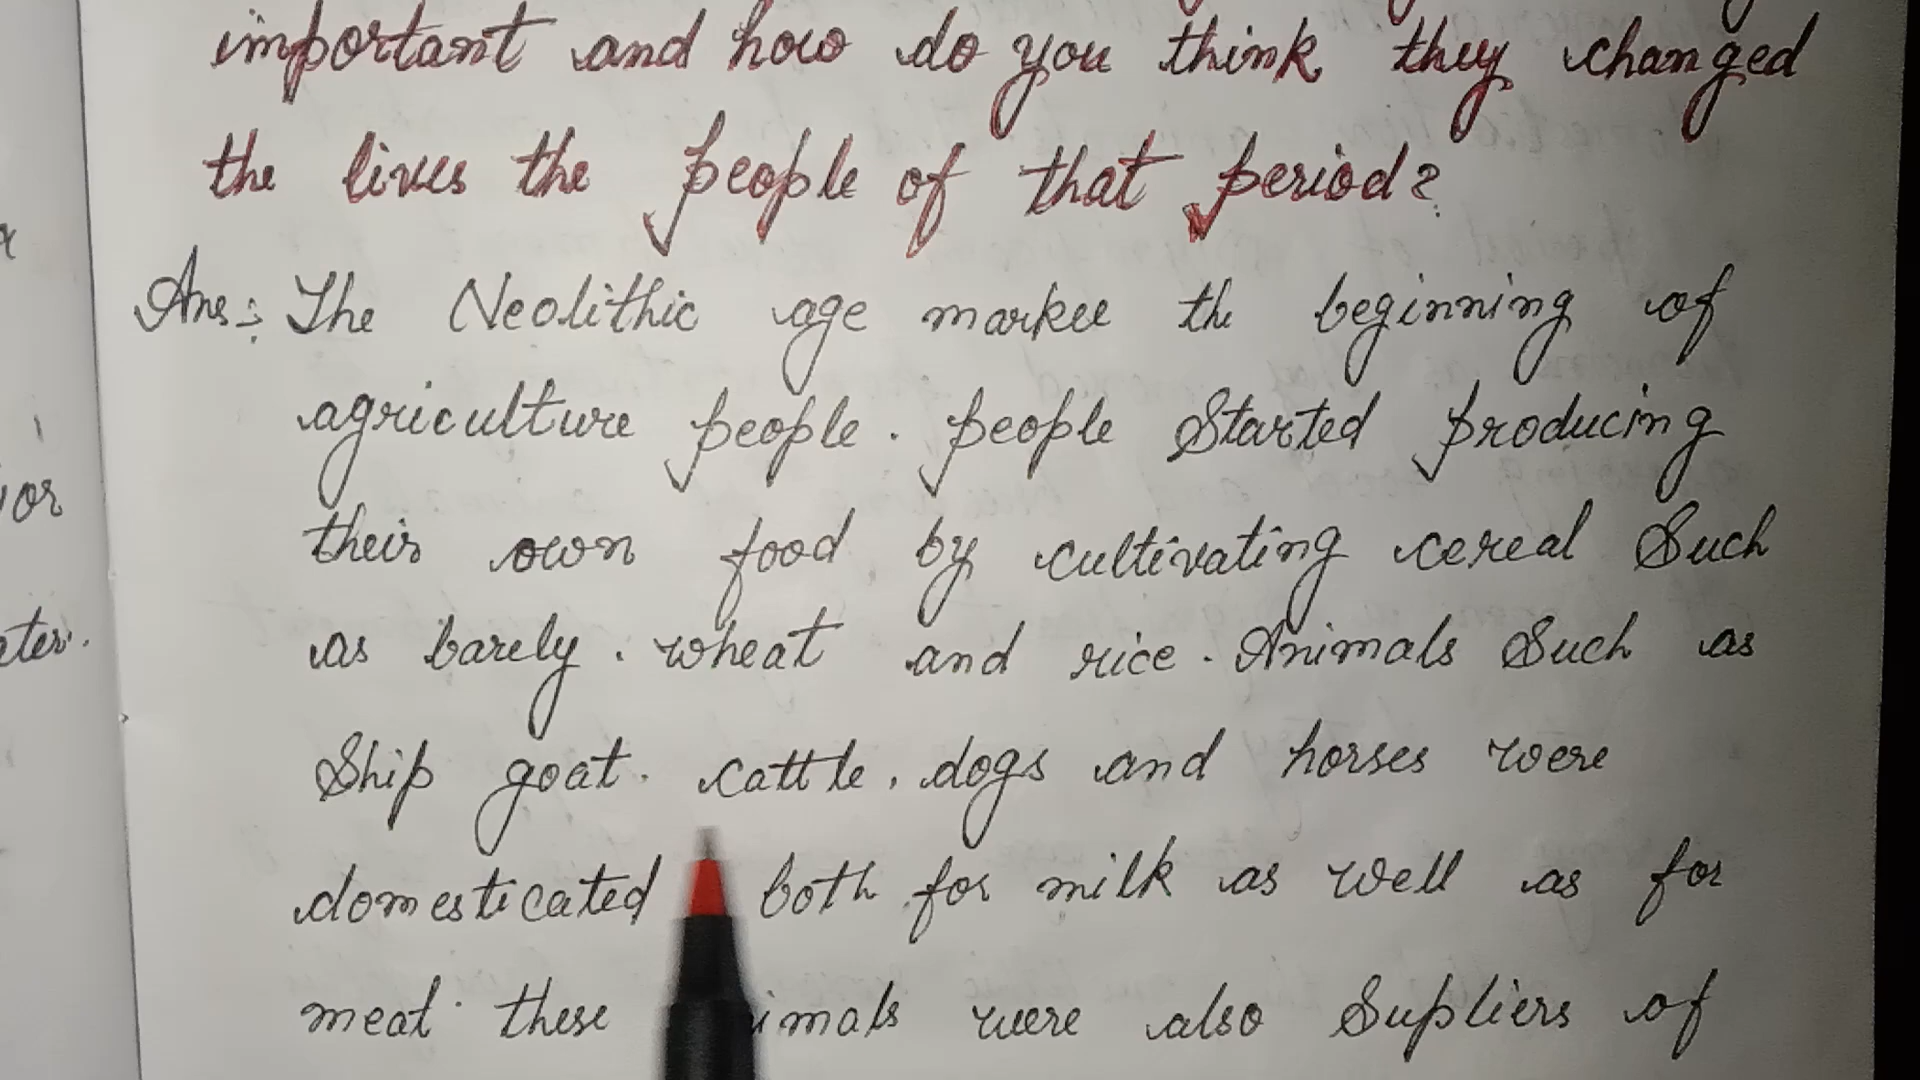 important and how do you think they changed
the lives the people of that period?
Ans:- The Neolithic age markee the beginning of
agriculture people. people Started producing
their own food by cultivating cereal Such
as barely. wheat and rice. Animals Such as
Ship goat. cattle, dogs and horses were
domesticated both for milk as well as for
meat. these imals were also Supliers of
or
ter.